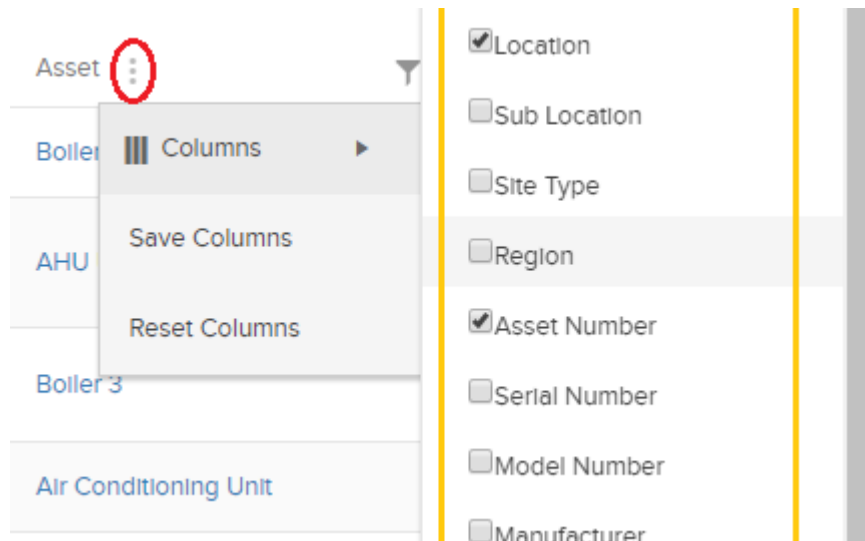 Asset
Columns
Save Columns
Reset Columns
Boiler
AHU
Boiler 3
Air Conditioning Unit
Location
Sub Location
Site Type
Region
Asset Number
Serial Number
Model Number
Manufacturer